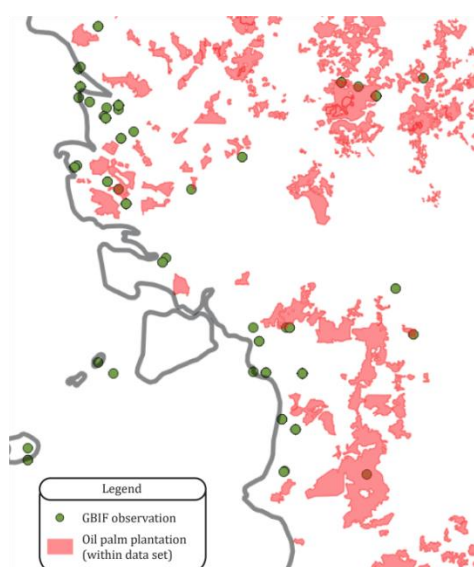 Legend
GBIF observation
Oil palm plantation
(within data set)